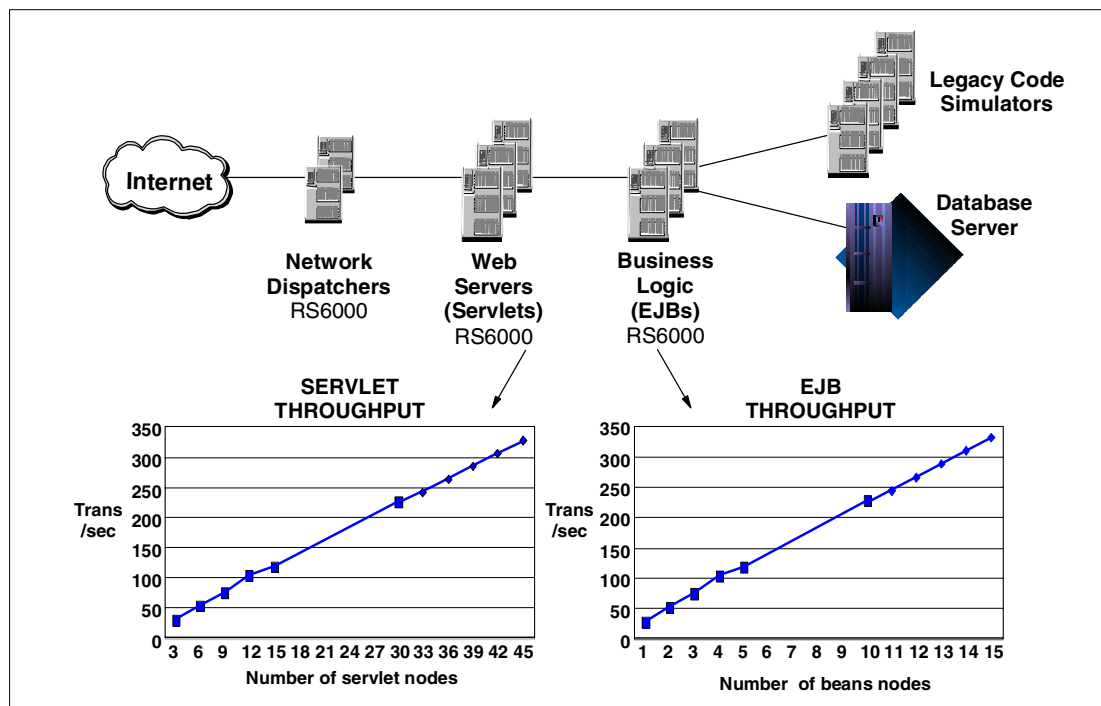 Legacy Code
Simulators
Internet
Database
Server
Network
Dispatchers
RS6000
Web
Servers
(Servlets)
RS6000
Business
Logic
(EJBs)
RS6000
SERVLET
THROUGHPUT
350
300
250
200
150
100
50
0
Trans
/sec
3 6 9 12 15 18 21 24 27 30 33 36 39 42 45
Number of servlet nodes
EJB
THROUGHPUT
350
300
250
200
150
100
50
0
Trans
/sec
1 2 3 4 5 6 7 8 9 10 11 12 13 14 15
Number of beans nodes